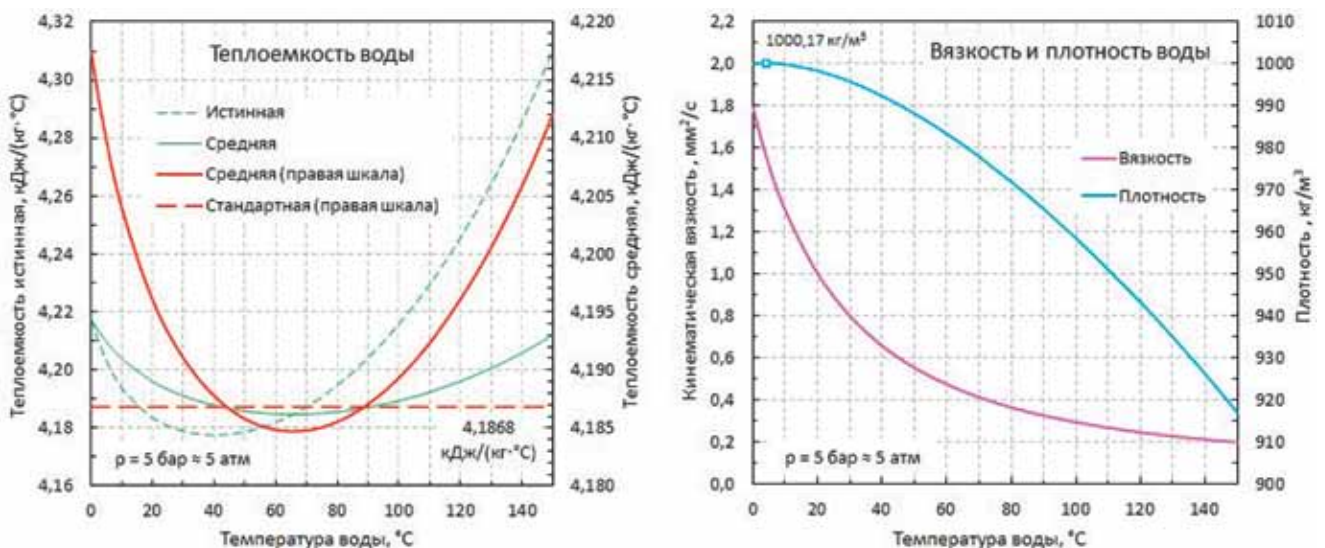 Теплоемкость воды
Истинная
Средняя
Средняя (правая шкала)
Стандартная (правая шкала)
4,1868
кДж/(кг·°C)
p = 5 бар ≈ 5 атм
Теплоемкость истинная, кДж/(кг·°C)
4,32
4,30
4,28
4,26
4,24
4,22
4,20
4,18
4,16
Теплоемкость средняя, кДж/(кг·°C)
4,220
4,215
4,210
4,205
4,200
4,195
4,190
4,185
4,180
0 20 40 60 80 100 120 140
Температура воды, °C
1000,17 кг/м³
Вязкость и плотность воды
Вязкость
Плотность
p = 5 бар ≈ 5 атм
Кинематическая вязкость, мм²/с
2,2
2,0
1,8
1,6
1,4
1,2
1,0
0,8
0,6
0,4
0,2
0,0
Плотность, кг/м³
1010
1000
990
980
970
960
950
940
930
920
910
900
0 20 40 60 80 100 120 140
Температура воды, °C